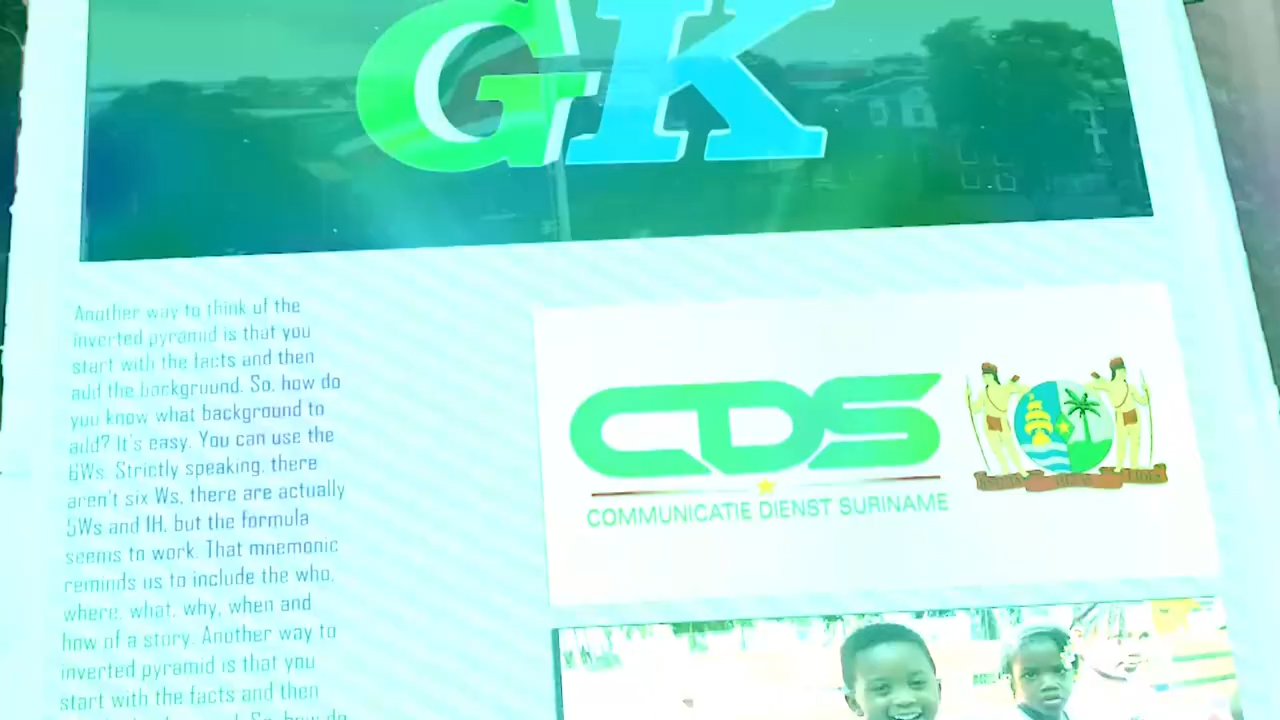 GK
Another way to think of the
inverted pyramid is that you
start with the facts and then
add the background. So, how do
you know what background to
add? It's easy. You can use the
6Ws. Strictly speaking, there
aren't six Ws, there are actually
5Ws and 1H, but the formula
seems to work. That mnemonic
reminds us to include the who,
where, what, why, when and
how of a story. Another way to
inverted pyramid is that you
start with the facts and then
CDS
COMMUNICATIE DIENST SURINAME